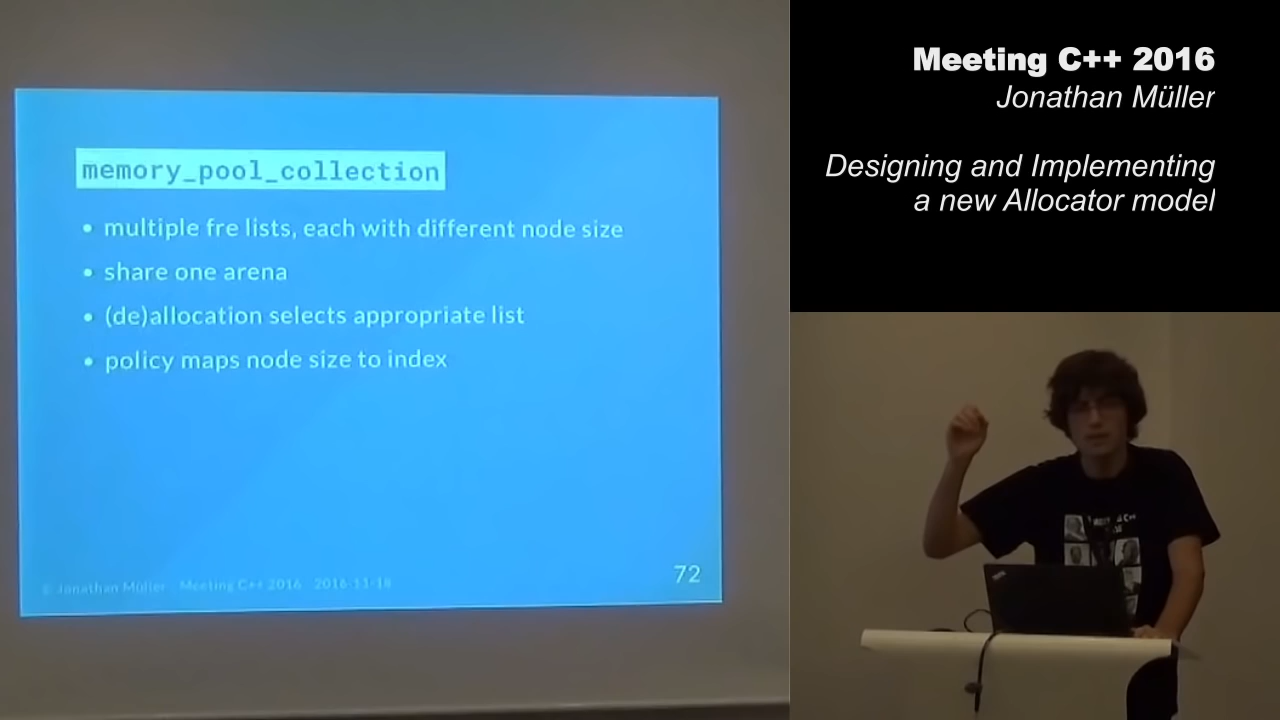 memory_pool_collection
• multiple fre lists, each with different node size
• share one arena
• (de)allocation selects appropriate list
• policy maps node size to index
© Jonathan Müller - Meeting C++ 2016 - 2016-11-18
72
Meeting C++ 2016
Jonathan Müller
Designing and Implementing
a new Allocator model